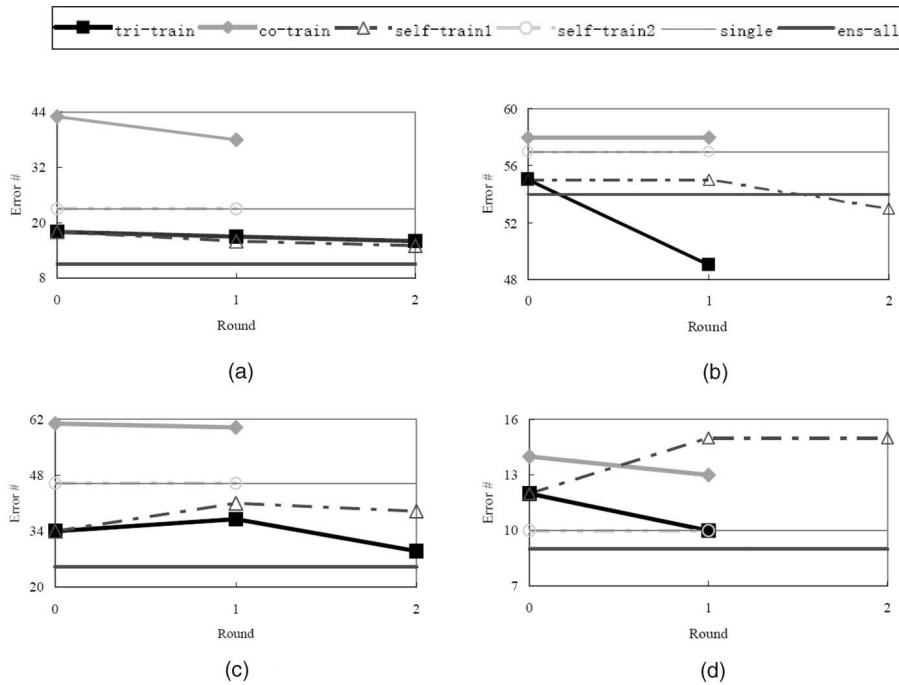 tri-train co-train self-train1 self-train2 single ens-all
44
32
20
8
Error #
0 1 2
Round
(a)
60
56
52
48
Error #
0 1 2
Round
(b)
62
48
34
20
Error #
0 1 2
Round
(c)
16
13
10
7
Error #
0 1 2
Round
(d)